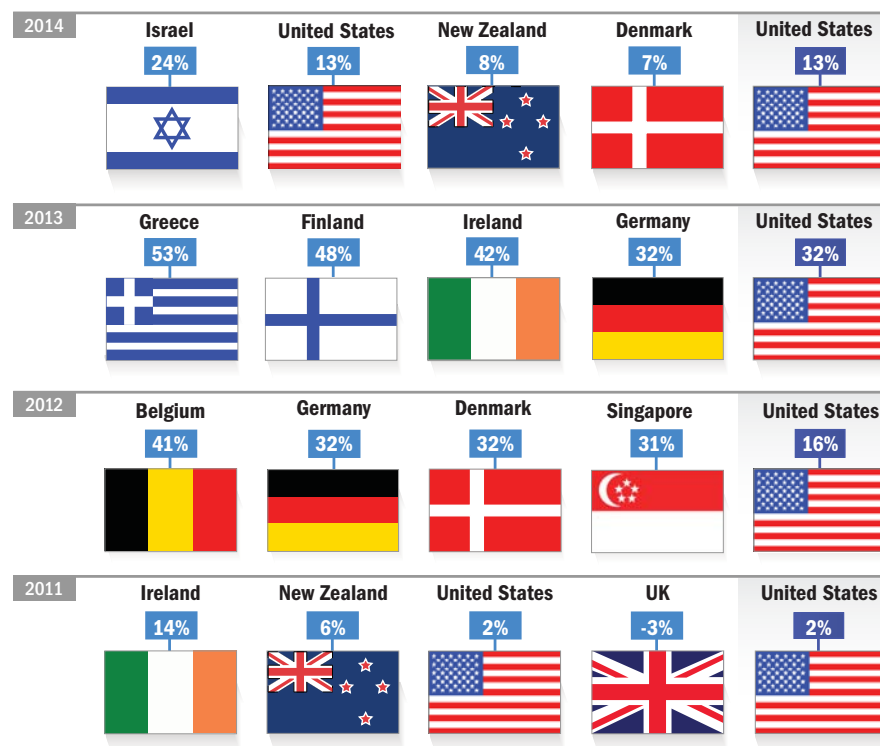 2014
Israel United States New Zealand Denmark United States
24% 13% 8% 7% 13%
2013
Greece Finland Ireland Germany United States
53% 48% 42% 32% 32%
2012
Belgium Germany Denmark Singapore United States
41% 32% 32% 31% 16%
2011
Ireland New Zealand United States UK United States
14% 6% 2% -3% 2%